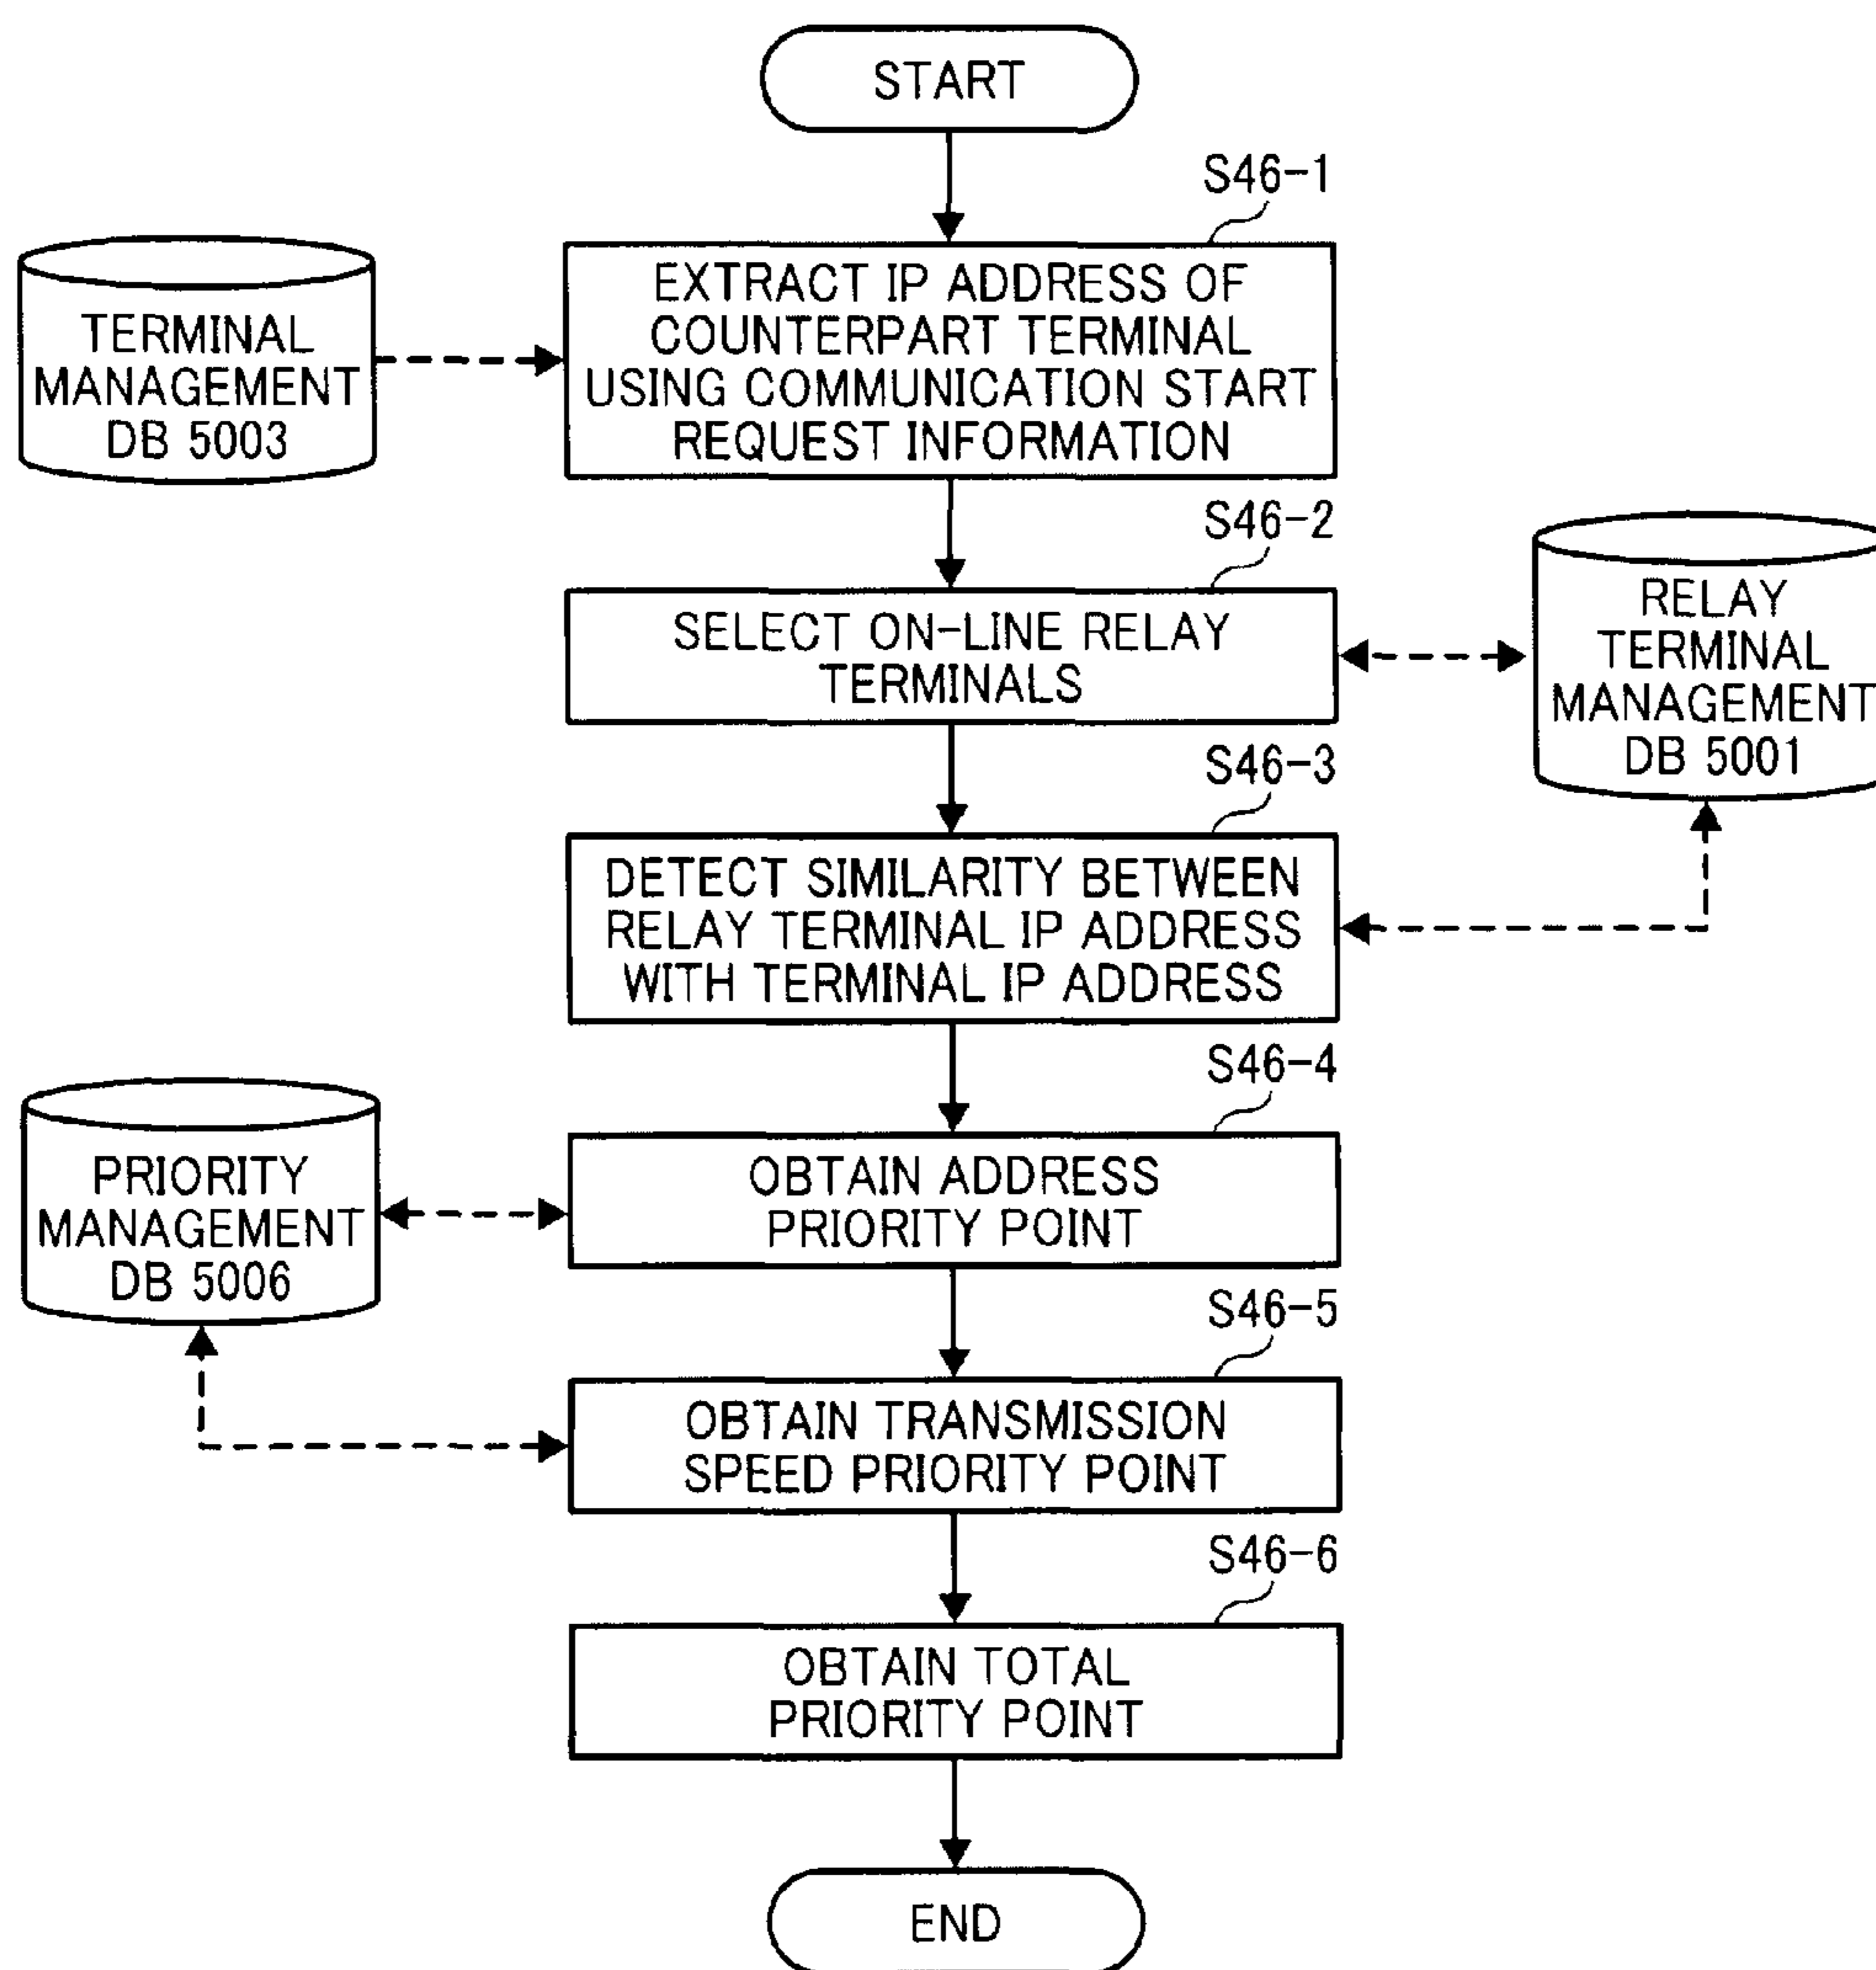 START
S46-1
TERMINAL
MANAGEMENT
DB 5003
EXTRACT IP ADDRESS OF
COUNTERPART TERMINAL
USING COMMUNICATION START
REQUEST INFORMATION
S46-2
SELECT ON-LINE RELAY
TERMINALS
RELAY
TERMINAL
MANAGEMENT
DB 5001
S46-3
DETECT SIMILARITY BETWEEN
RELAY TERMINAL IP ADDRESS
WITH TERMINAL IP ADDRESS
S46-4
PRIORITY
MANAGEMENT
DB 5006
OBTAIN ADDRESS
PRIORITY POINT
S46-5
OBTAIN TRANSMISSION
SPEED PRIORITY POINT
S46-6
OBTAIN TOTAL
PRIORITY POINT
END